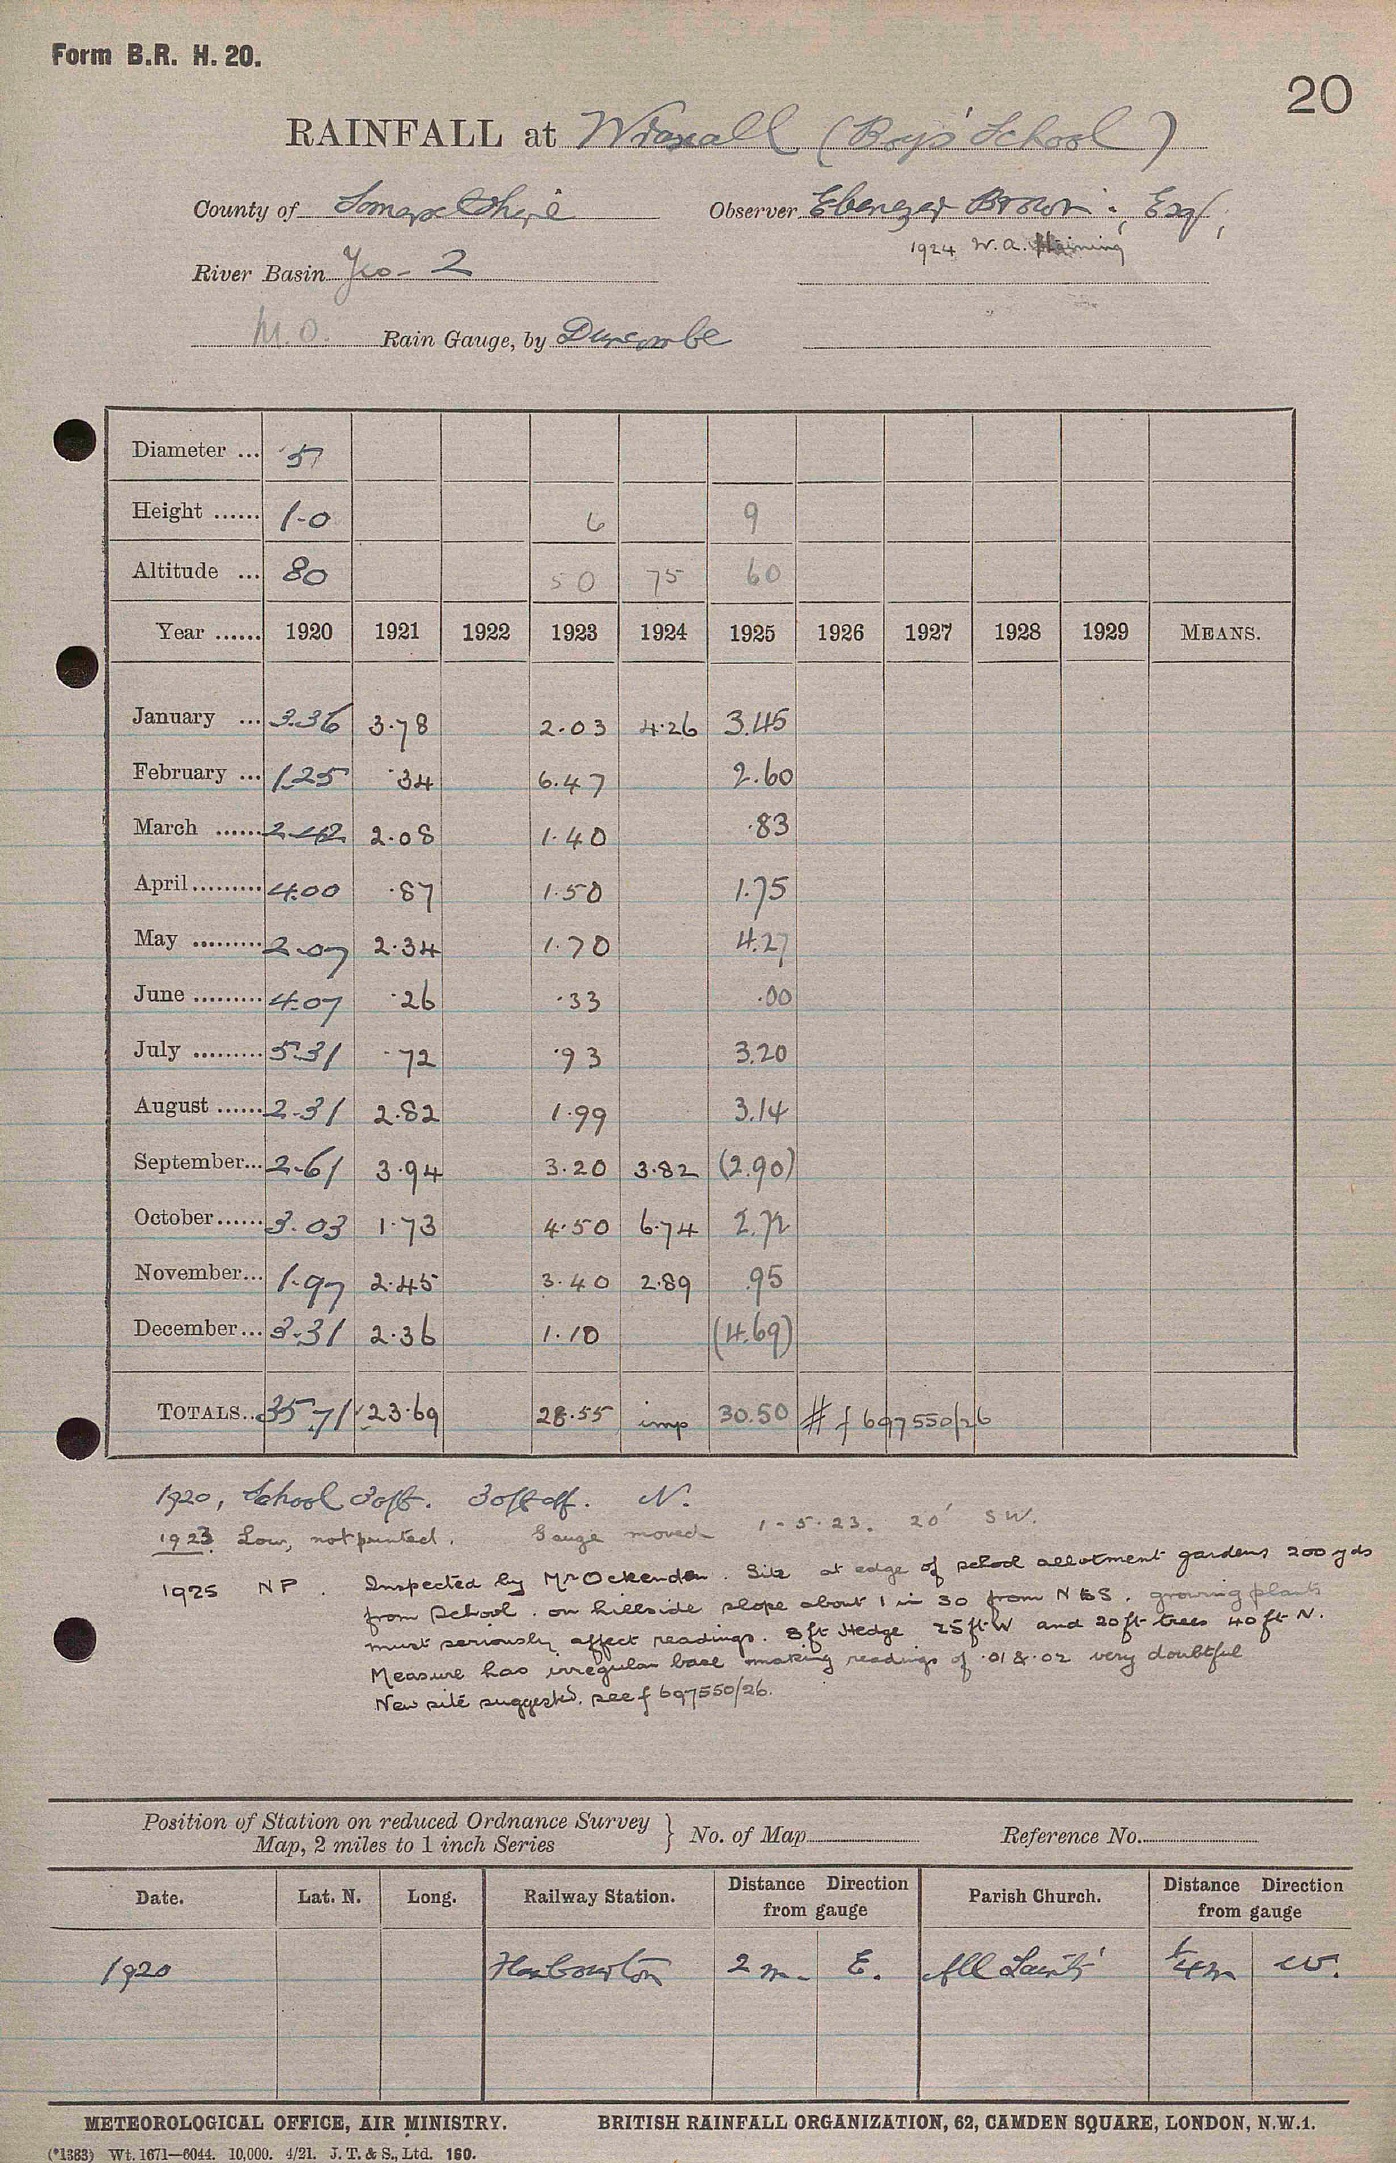 Form B.R. H. 20.
20
RAINFALL at Wraxall (Boys' School)
County of Somersetshire Observer Ebenezer Brown, Esq,
1924 W. A.
River Basin Yeo - 2
M.O. Rain Gauge, by Duncombe
Diameter ... 5
Height ...... 1-0 6 9
Altitude ... 80 50 75 60
Year ...... 1920 1921 1922 1923 1924 1925 1926 1927 1928 1929 MEANS.
January ... 3.36 3.78 2.03 4.26 3.45
February ... 1.25 .34 6.47 2.60
March ...... 2.42 2.08 1.40 .83
April ......... 4.00 .87 1.50 1.75
May ......... 2.07 2.34 1.70 4.27
June ......... 4.07 .26 .33 .00
July ......... 5.31 .72 .93 3.20
August ...... 2.31 2.82 1.99 3.14
September... 2.61 3.94 3.20 3.82 (2.90)
October...... 3.03 1.73 4.50 6.74 2.72
November... 1.97 2.45 3.40 2.89 .95
December... 3.31 2.36 1.10 (4.69)
TOTALS... 35.71 23.69 28.55 imp 30.50 # f 697550/26
1920, School 30ft. 30ft off. N.
1923 Low, not printed. Gauge moved 1-5-23. 20' SW.
1925 NP. Inspected by Mr Ockenden. Site at edge of school allotment gardens 200 yds
from School. on hillside slope about 1 in 30 from N to S. growing plants
must seriously affect readings. 8ft Hedge 25ft W and 20ft trees 40ft N.
Measure has irregular base making readings of .01 & .02 very doubtful
New site suggested. see f 697550/26.
Position of Station on reduced Ordnance Survey
Map, 2 miles to 1 inch Series } No. of Map Reference No.
Date. Lat. N. Long. Railway Station. Distance Direction from gauge Parish Church. Distance Direction from gauge
1920 2 m. E. All Saints' 1/4 m W.
METEOROLOGICAL OFFICE, AIR MINISTRY. BRITISH RAINFALL ORGANIZATION, 62, CAMDEN SQUARE, LONDON, N.W.1.
(*1383) Wt. 1671—6044. 10,000. 4/21. J. T. & S., Ltd. 160.